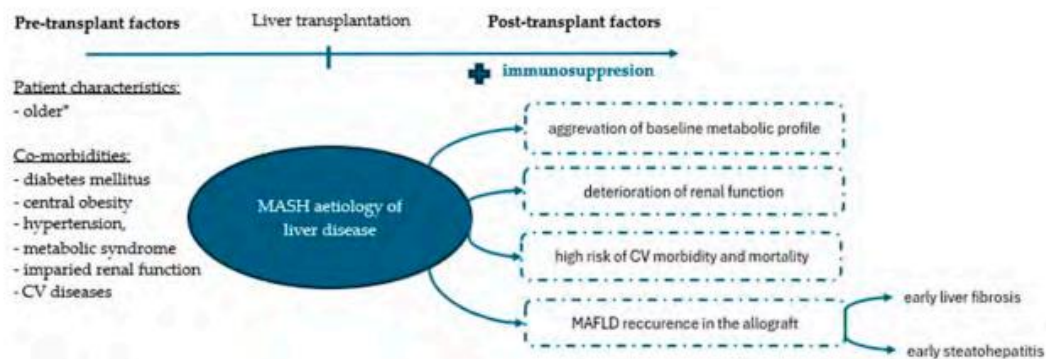 Pre-transplant factors
Liver transplantation
Post-transplant factors
immunosuppresion
Patient characteristics:
- older*
Co-morbidities:
- diabetes mellitus
- central obesity
- hypertension,
- metabolic syndrome
- imparied renal function
- CV diseases
MASH aetiology of
liver disease
aggrevation of baseline metabolic profile
deterioration of renal function
high risk of CV morbidity and mortality
MAFLD reccurence in the allograft
early liver fibrosis
early steatohepatitis